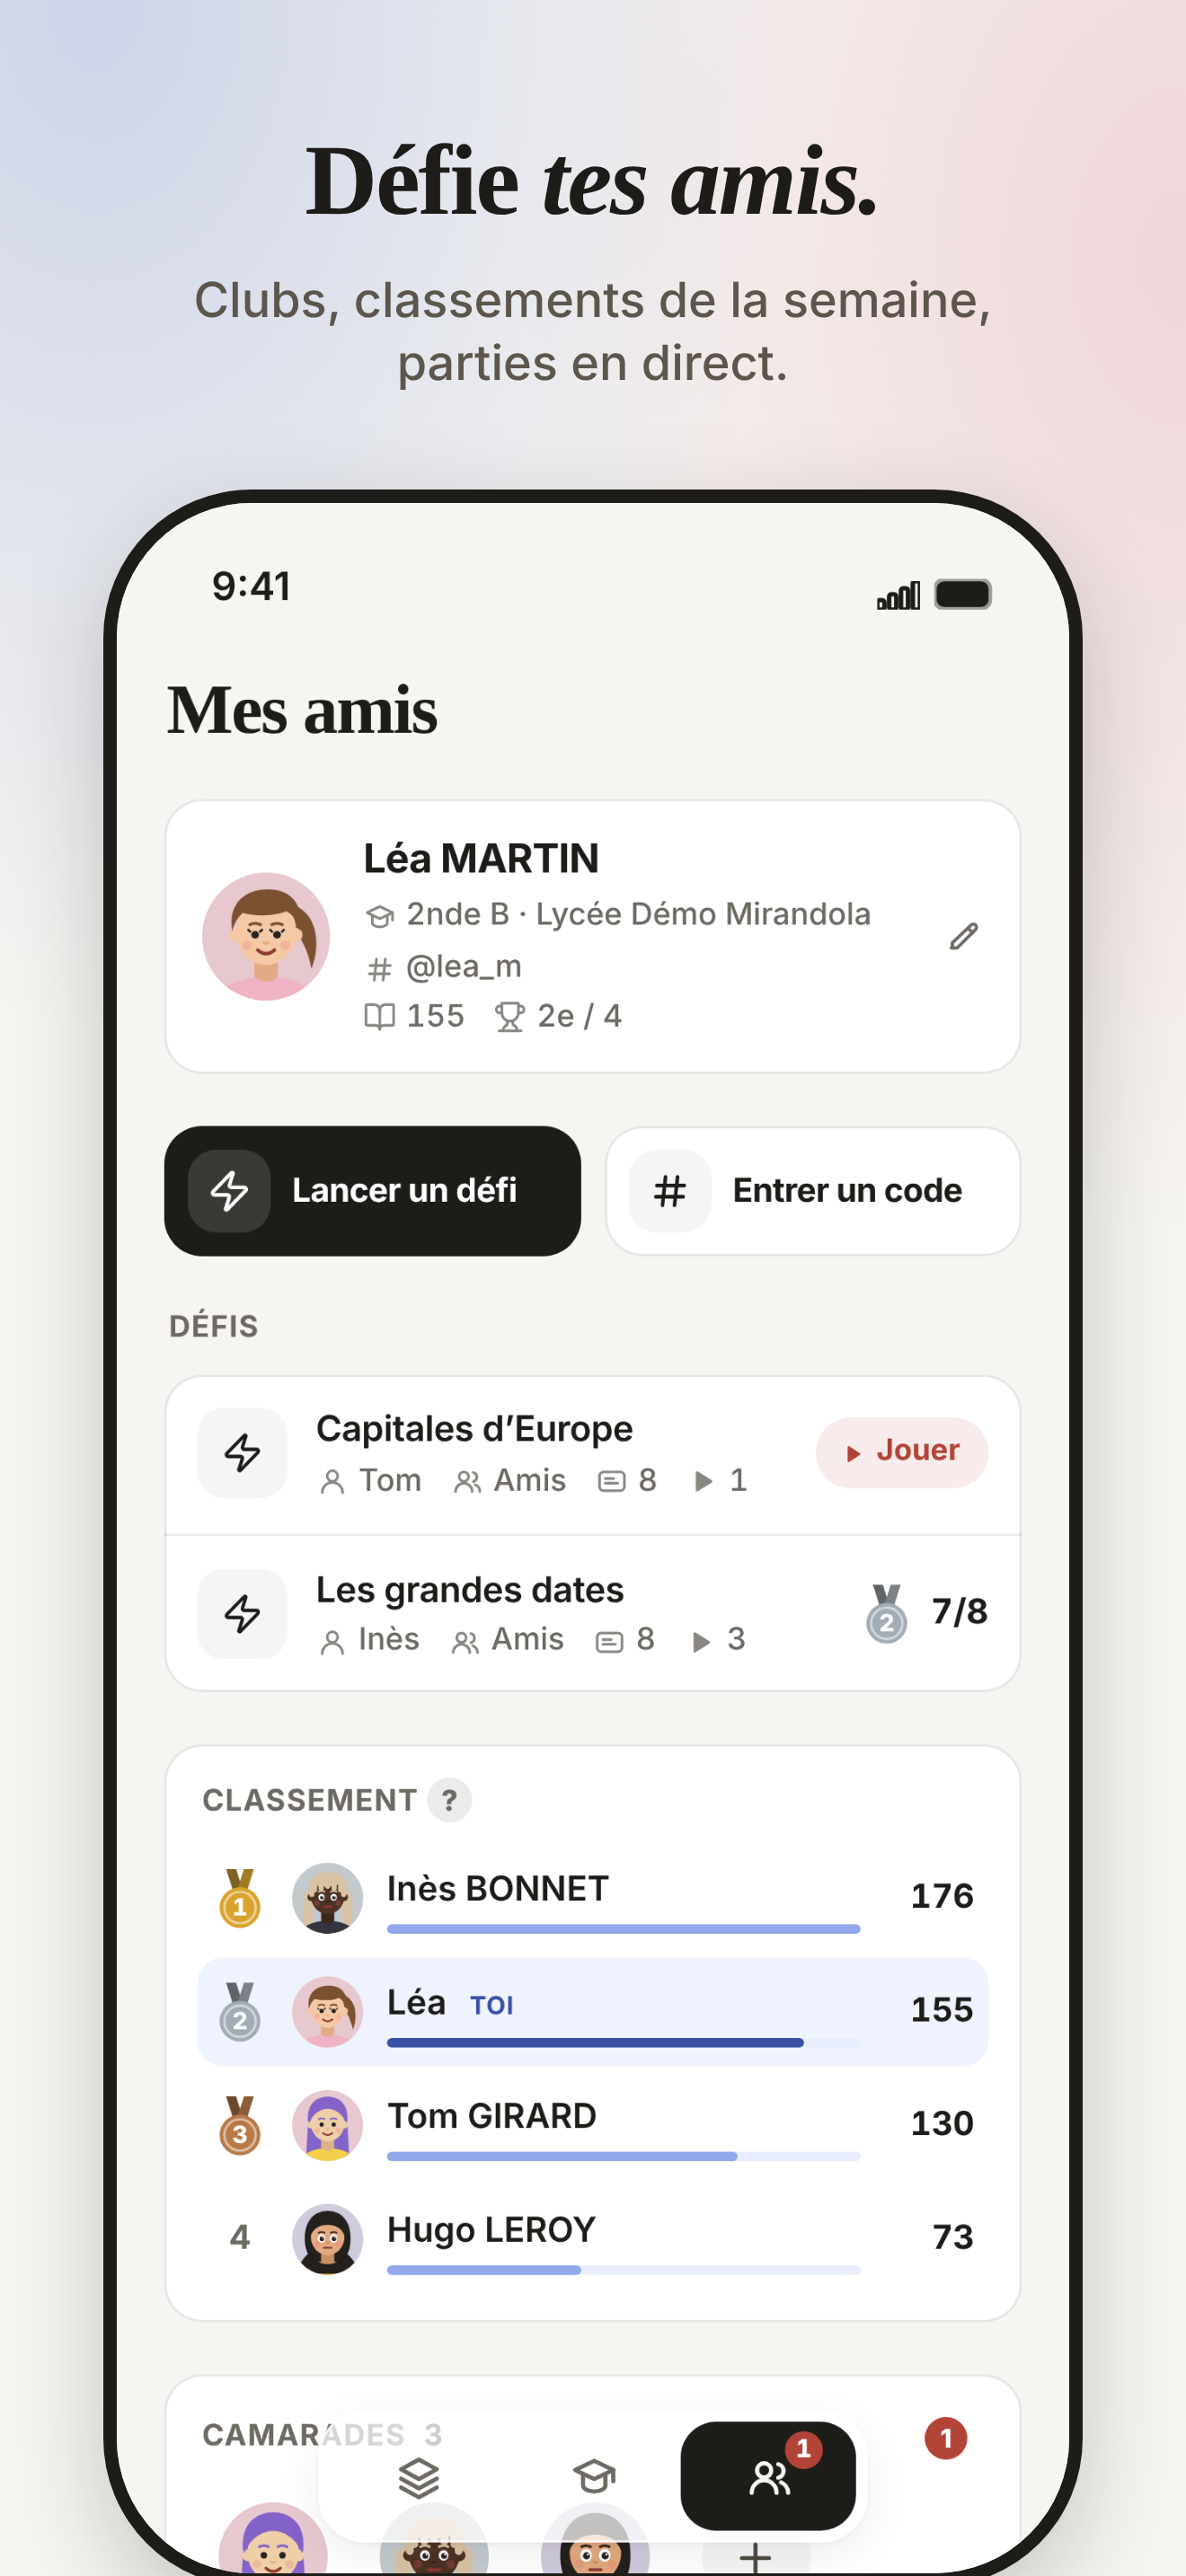 Défie tes amis.
Clubs, classements de la semaine,
parties en direct.
9:41
Mes amis
Léa MARTIN
2nde B · Lycée Démo Mirandola
@lea_m
155 2e / 4
Lancer un défi
# Entrer un code
DÉFIS
Capitales d’Europe
Tom Amis 8 1
Jouer
Les grandes dates
Inès Amis 8 3
2 7/8
CLASSEMENT ?
1 Inès BONNET 176
2 Léa TOI 155
3 Tom GIRARD 130
4 Hugo LEROY 73
CAMARADES 3
1
1